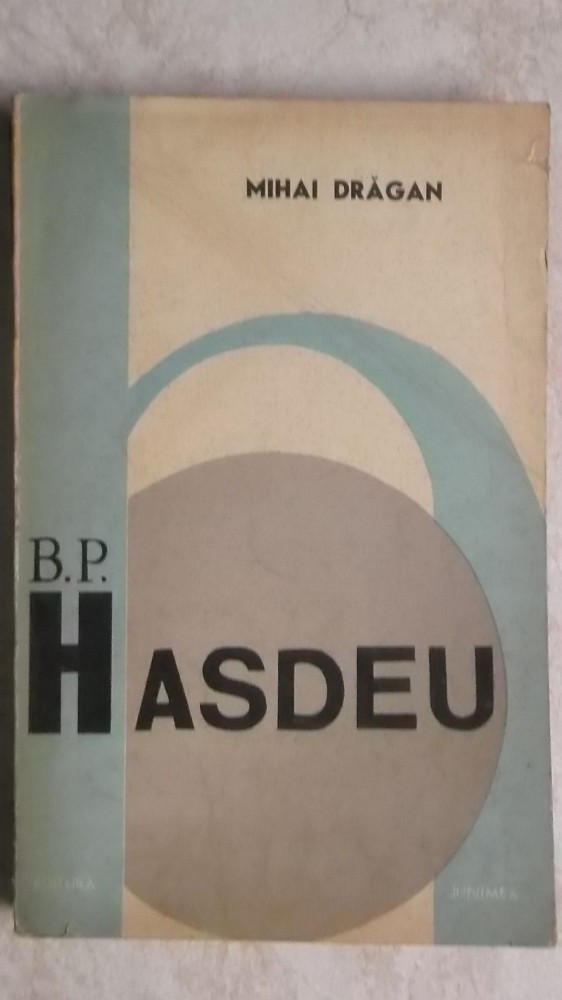 MIHAI DRĂGAN
B.P.
HASDEU
EDITURA JUNIMEA